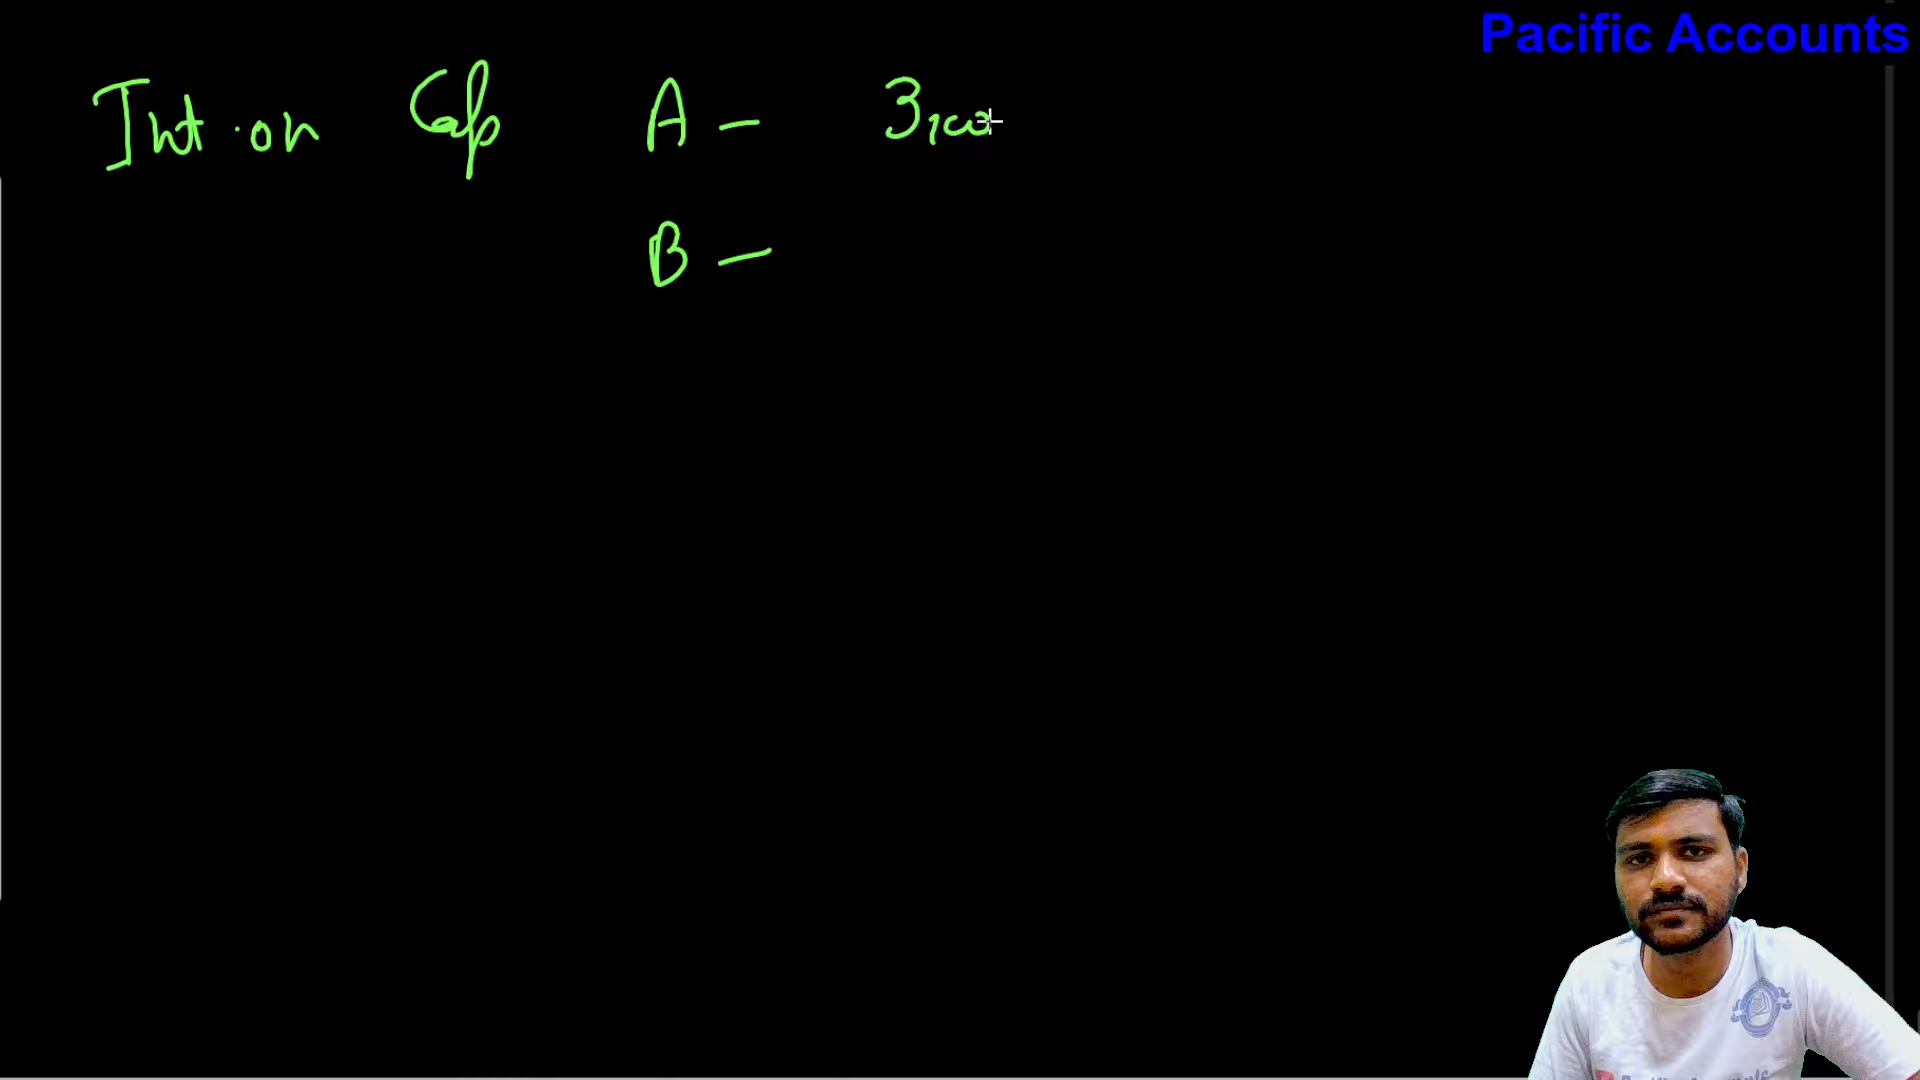 Pacific Accounts
Int. on Cap A - 3,000
B -